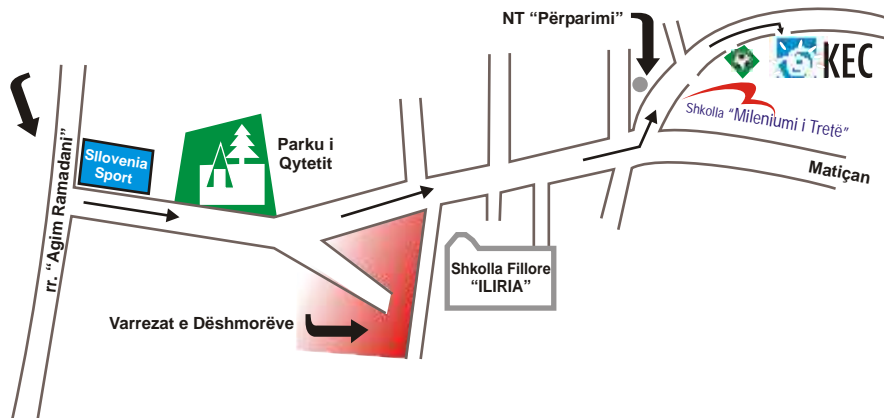 NT “Përparimi”
KEC
Shkolla “Mileniumi i Tretë”
Matiçan
Parku i
Qytetit
Sllovenia
Sport
rr. “Agim Ramadani”
Shkolla Fillore
“ILIRIA”
Varrezat e Dëshmorëve